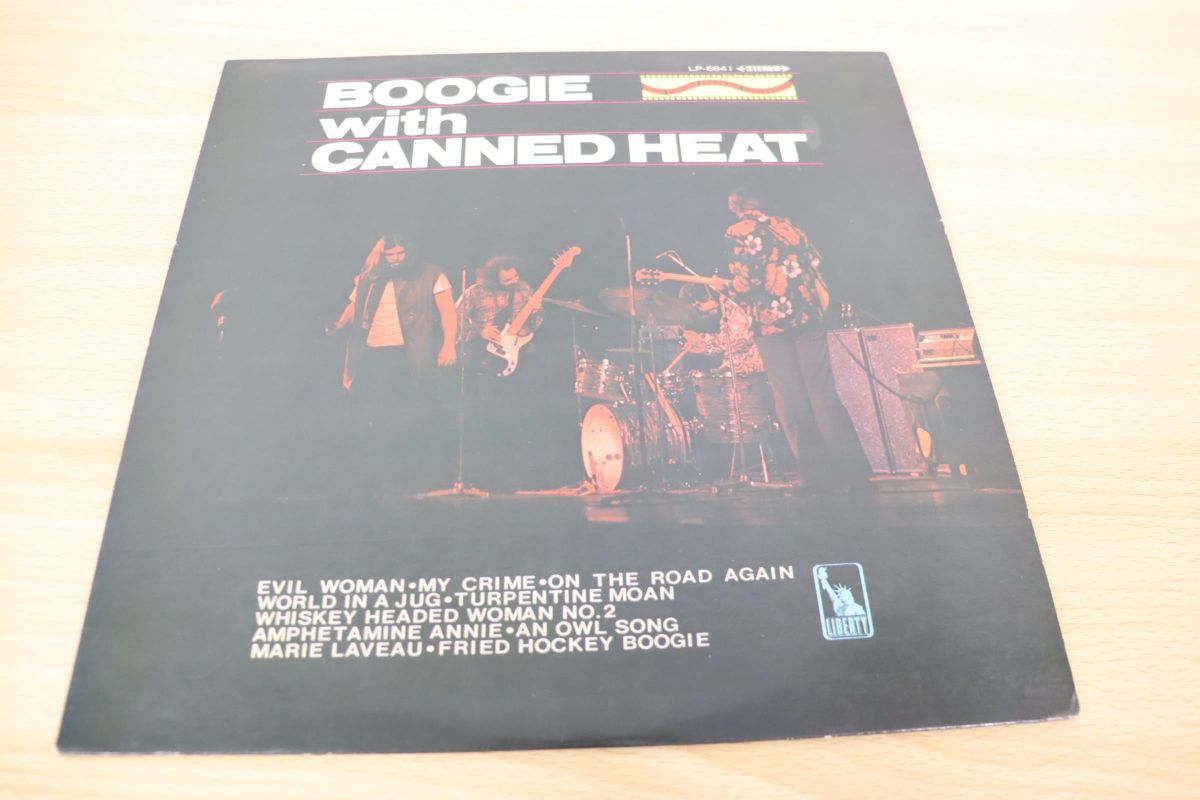 LP-8641 STEREO
BOOGIE
with
CANNED HEAT
EVIL WOMAN•MY CRIME•ON THE ROAD AGAIN
WORLD IN A JUG•TURPENTINE MOAN
WHISKEY HEADED WOMAN NO.2
AMPHETAMINE ANNIE•AN OWL SONG
MARIE LAVEAU•FRIED HOCKEY BOOGIE
LIBERTY